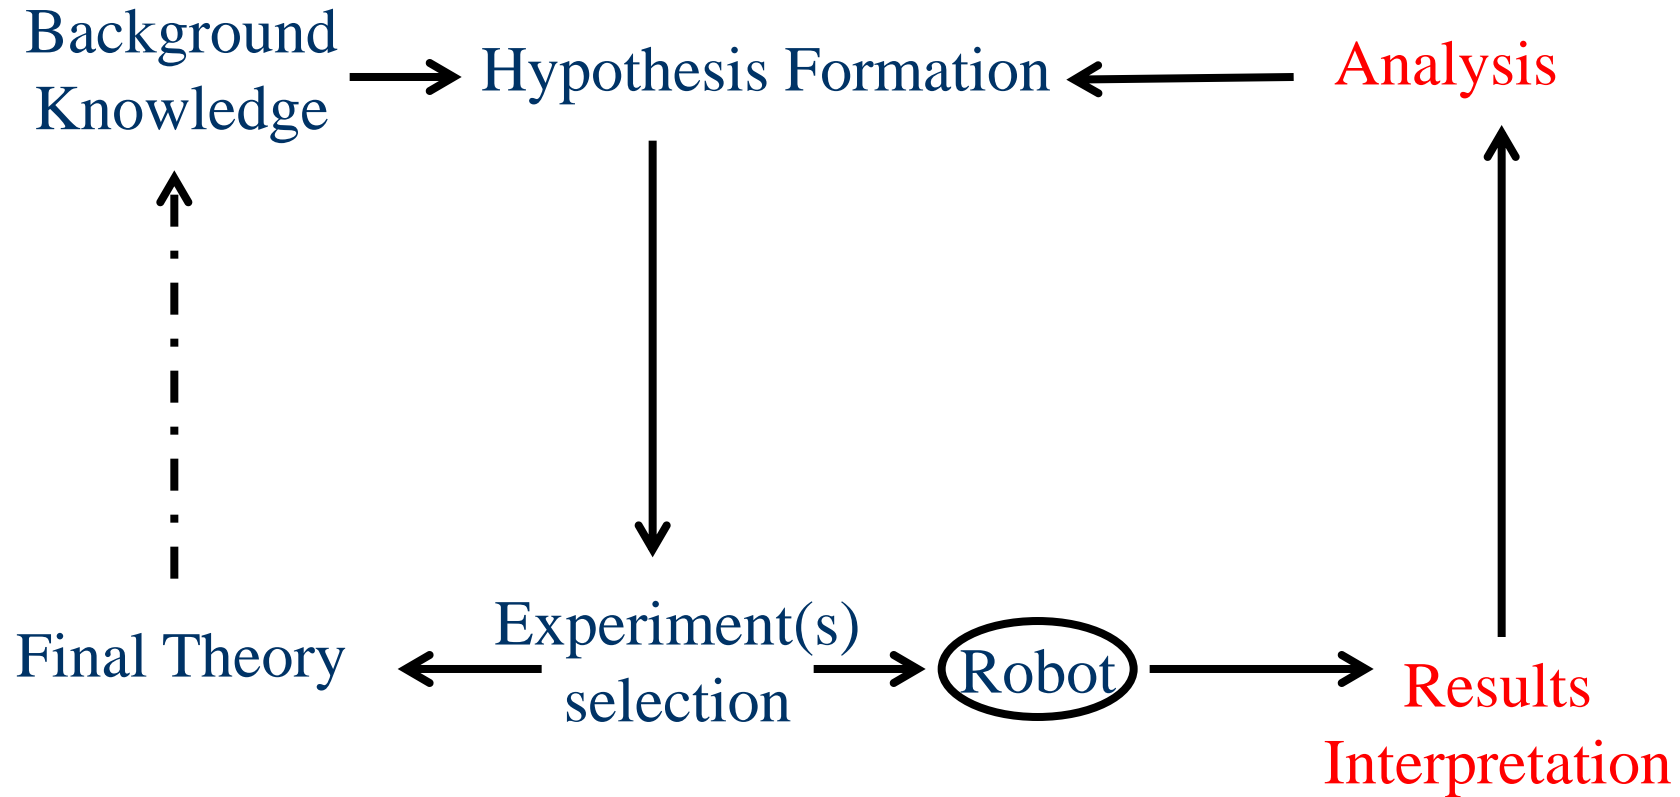 Background
Knowledge
Hypothesis Formation
Analysis
Final Theory
Experiment(s)
selection
Robot
Results
Interpretation